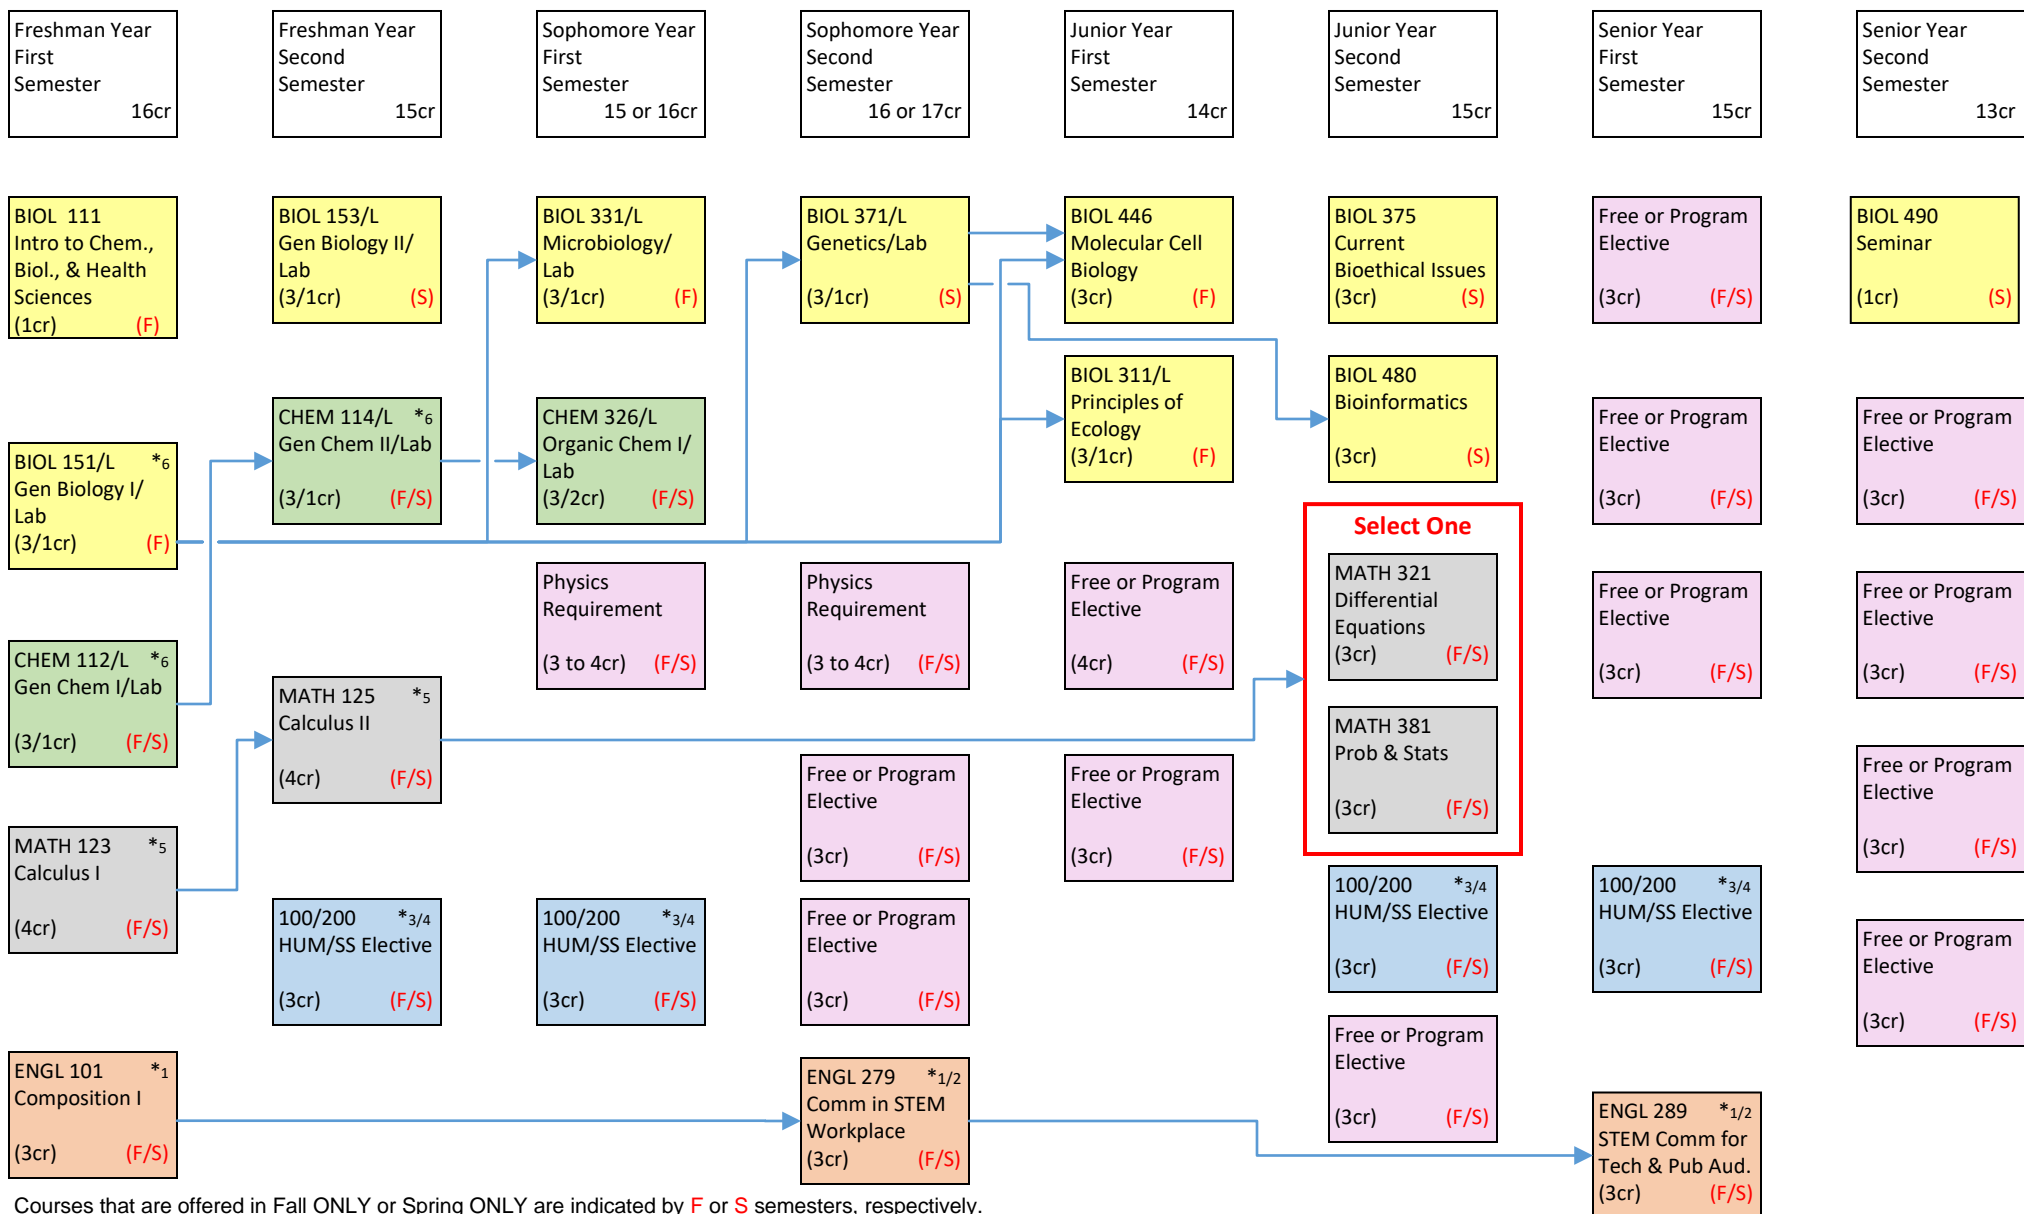 Freshman Year
First
Semester
16cr
Freshman Year
Second
Semester
15cr
Sophomore Year
First
Semester
15 or 16cr
Sophomore Year
Second
Semester
16 or 17cr
Junior Year
First
Semester
14cr
Junior Year
Second
Semester
15cr
Senior Year
First
Semester
15cr
Senior Year
Second
Semester
13cr
BIOL 111
Intro to Chem.,
Biol., & Health
Sciences
(1cr) (F)
BIOL 153/L
Gen Biology II/
Lab
(3/1cr) (S)
BIOL 331/L
Microbiology/
Lab
(3/1cr) (F)
BIOL 371/L
Genetics/Lab
(3/1cr) (S)
BIOL 446
Molecular Cell
Biology
(3cr) (F)
BIOL 375
Current
Bioethical Issues
(3cr) (S)
Free or Program
Elective
(3cr) (F/S)
BIOL 490
Seminar
(1cr) (S)
BIOL 151/L *6
Gen Biology I/
Lab
(3/1cr) (F)
CHEM 114/L *6
Gen Chem II/Lab
(3/1cr) (F/S)
CHEM 326/L
Organic Chem I/
Lab
(3/2cr) (F/S)
BIOL 311/L
Principles of
Ecology
(3/1cr) (F)
BIOL 480
Bioinformatics
(3cr) (S)
Free or Program
Elective
(3cr) (F/S)
Free or Program
Elective
(3cr) (F/S)
CHEM 112/L *6
Gen Chem I/Lab
(3/1cr) (F/S)
MATH 125 *5
Calculus II
(4cr) (F/S)
Physics
Requirement
(3 to 4cr) (F/S)
Physics
Requirement
(3 to 4cr) (F/S)
Free or Program
Elective
(4cr) (F/S)
Select One
MATH 321
Differential
Equations
(3cr) (F/S)
MATH 381
Prob & Stats
(3cr) (F/S)
Free or Program
Elective
(3cr) (F/S)
Free or Program
Elective
(3cr) (F/S)
MATH 123 *5
Calculus I
(4cr) (F/S)
Free or Program
Elective
(3cr) (F/S)
Free or Program
Elective
(3cr) (F/S)
Free or Program
Elective
(3cr) (F/S)
100/200 *3/4
HUM/SS Elective
(3cr) (F/S)
100/200 *3/4
HUM/SS Elective
(3cr) (F/S)
Free or Program
Elective
(3cr) (F/S)
100/200 *3/4
HUM/SS Elective
(3cr) (F/S)
100/200 *3/4
HUM/SS Elective
(3cr) (F/S)
Free or Program
Elective
(3cr) (F/S)
ENGL 101 *1
Composition I
(3cr) (F/S)
ENGL 279 *1/2
Comm in STEM
Workplace
(3cr) (F/S)
Free or Program
Elective
(3cr) (F/S)
ENGL 289 *1/2
STEM Comm for
Tech & Pub Aud.
(3cr) (F/S)
Courses that are offered in Fall ONLY or Spring ONLY are indicated by F or S semesters, respectively.